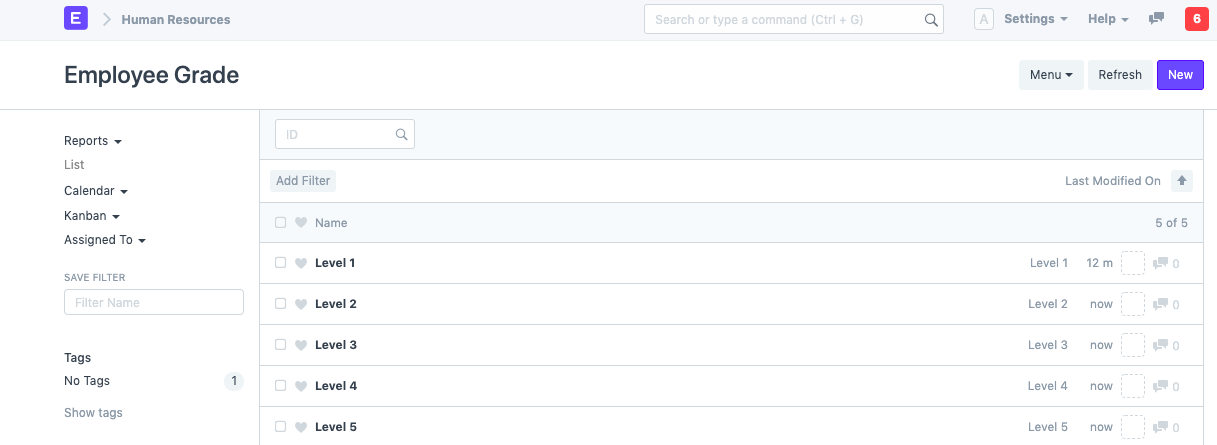 E Human Resources Search or type a command (Ctrl + G) A Settings Help 6
Employee Grade Menu Refresh New
Reports
List
Calendar
Kanban
Assigned To
SAVE FILTER
Filter Name
Tags
No Tags 1
Show tags
ID
Add Filter Last Modified On
Name 5 of 5
Level 1 Level 1 12 m 0
Level 2 Level 2 now 0
Level 3 Level 3 now 0
Level 4 Level 4 now 0
Level 5 Level 5 now 0